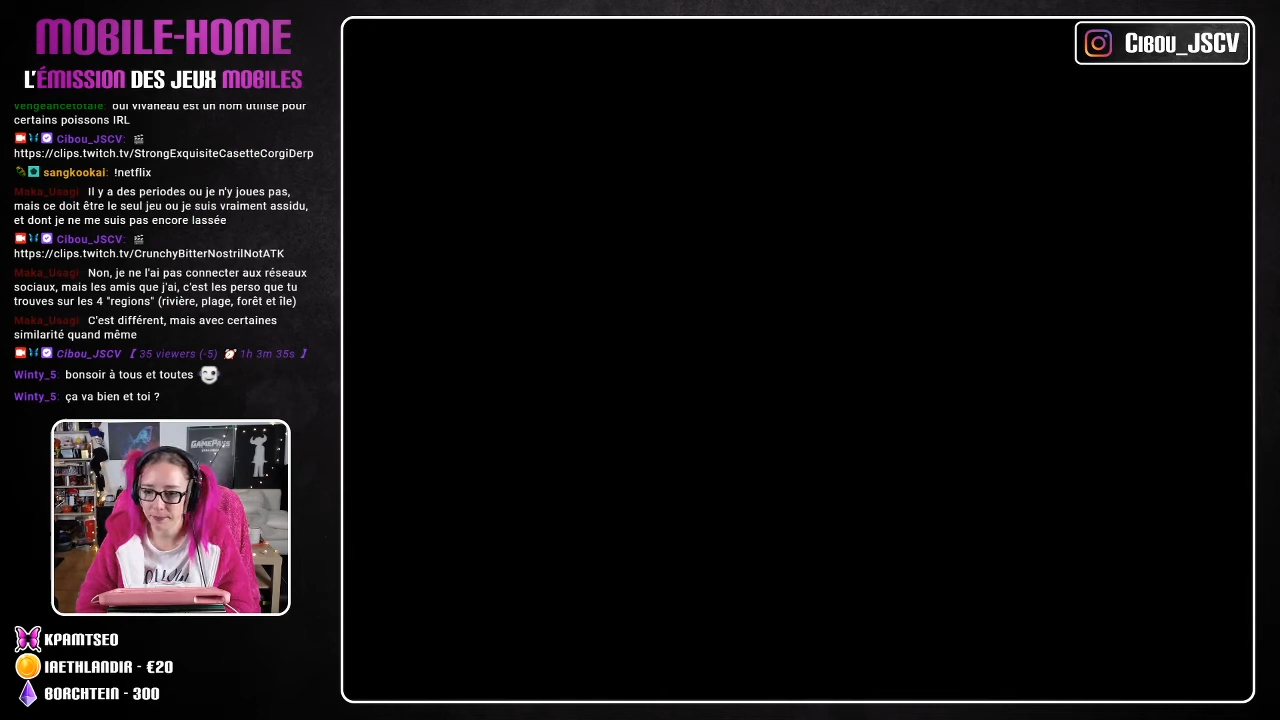 MOBILE-HOME
L'ÉMISSION DES JEUX MOBILES
vengeancetotale: oui vivaneau est un nom utilisé pour
certains poissons IRL
Cibou_JSCV:
https://clips.twitch.tv/StrongExquisiteCasetteCorgiDerp
sangkookai: !netflix
Maka_Usagi Il y a des periodes ou je n'y joues pas,
mais ce doit être le seul jeu ou je suis vraiment assidu,
et dont je ne me suis pas encore lassée
Cibou_JSCV:
https://clips.twitch.tv/CrunchyBitterNostrilNotATK
Maka_Usagi Non, je ne l'ai pas connecter aux réseaux
sociaux, mais les amis que j'ai, c'est les perso que tu
trouves sur les 4 "regions" (rivière, plage, forêt et île)
Maka_Usagi C'est différent, mais avec certaines
similarité quand même
Cibou_JSCV 【 35 viewers (-5) 1h 3m 35s 】
Winty_5: bonsoir à tous et toutes
Winty_5: ça va bien et toi ?
GAMEPASS
KPAMTSEO
IAETHLANDIR - €20
BORCHTEIN - 300
CIBOU_JSCV